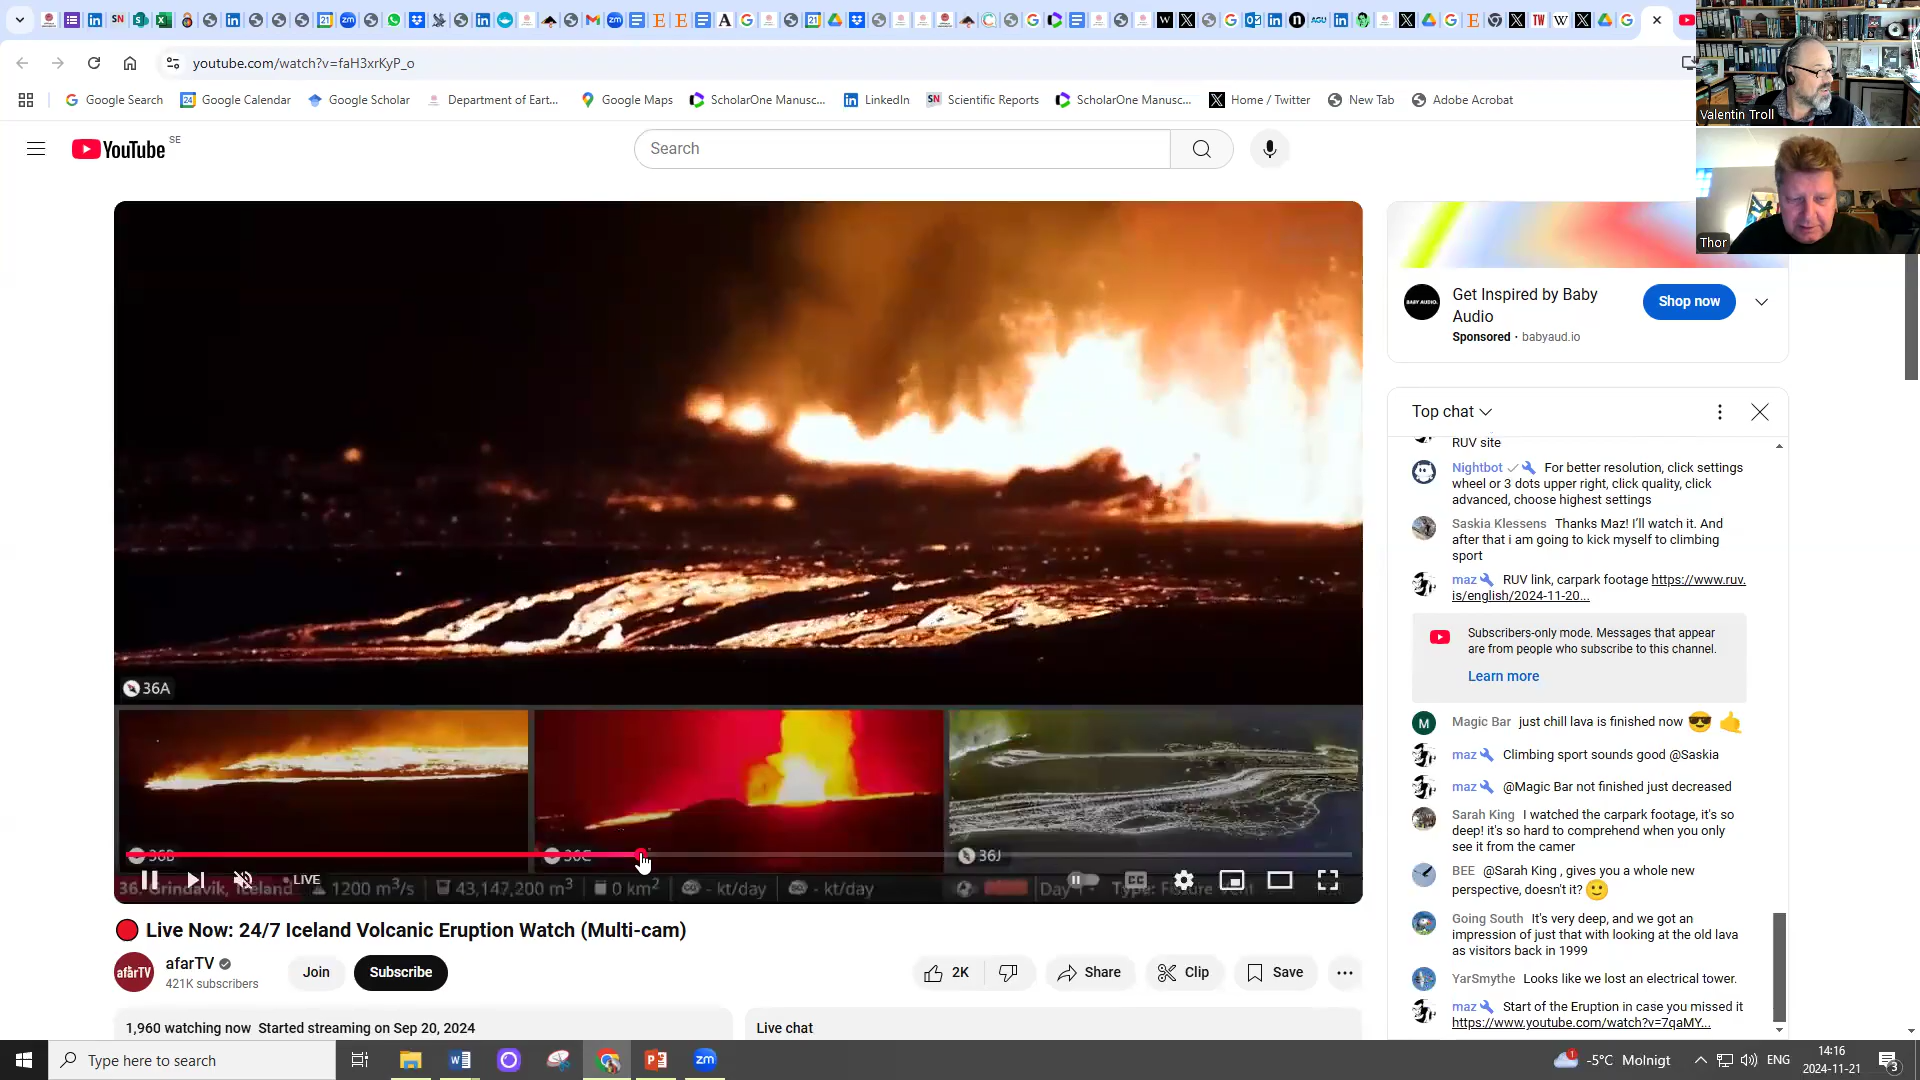 youtube.com/watch?v=faH3xrKyP_o
Google Search
Google Calendar
Google Scholar
Department of Eart...
Google Maps
ScholarOne Manusc...
LinkedIn
Scientific Reports
ScholarOne Manusc...
Home / Twitter
New Tab
Adobe Acrobat
Valentin Troll
Thor
YouTube SE
Search
Get Inspired by Baby
Audio
Sponsored · babyaud.io
Shop now
Top chat
RUV site
Nightbot For better resolution, click settings
wheel or 3 dots upper right, click quality, click
advanced, choose highest settings
Saskia Klessens Thanks Maz! I'll watch it. And
after that i am going to kick myself to climbing
sport
maz RUV link, carpark footage https://www.ruv.
is/english/2024-11-20...
Subscribers-only mode. Messages that appear
are from people who subscribe to this channel.
Learn more
Magic Bar just chill lava is finished now
maz Climbing sport sounds good @Saskia
maz @Magic Bar not finished just decreased
Sarah King I watched the carpark footage, it's so
deep! it's so hard to comprehend when you only
see it from the camer
BEE @Sarah King , gives you a whole new
perspective, doesn't it?
Going South It's very deep, and we got an
impression of just that with looking at the old lava
as visitors back in 1999
YarSmythe Looks like we lost an electrical tower.
maz Start of the Eruption in case you missed it
https://www.youtube.com/watch?v=7qaMY...
36A
36B
36C
36J
LIVE
36. Grindavik, Iceland
1200 m³/s
43,147,200 m³
0 km²
- kt/day
- kt/day
Day
Type: Fissure vent
CC
Live Now: 24/7 Iceland Volcanic Eruption Watch (Multi-cam)
afarTV
afarTV
421K subscribers
Join
Subscribe
2K
Share
Clip
Save
1,960 watching now Started streaming on Sep 20, 2024
Live chat
Type here to search
-5°C Molnigt
ENG
14:16
2024-11-21
3